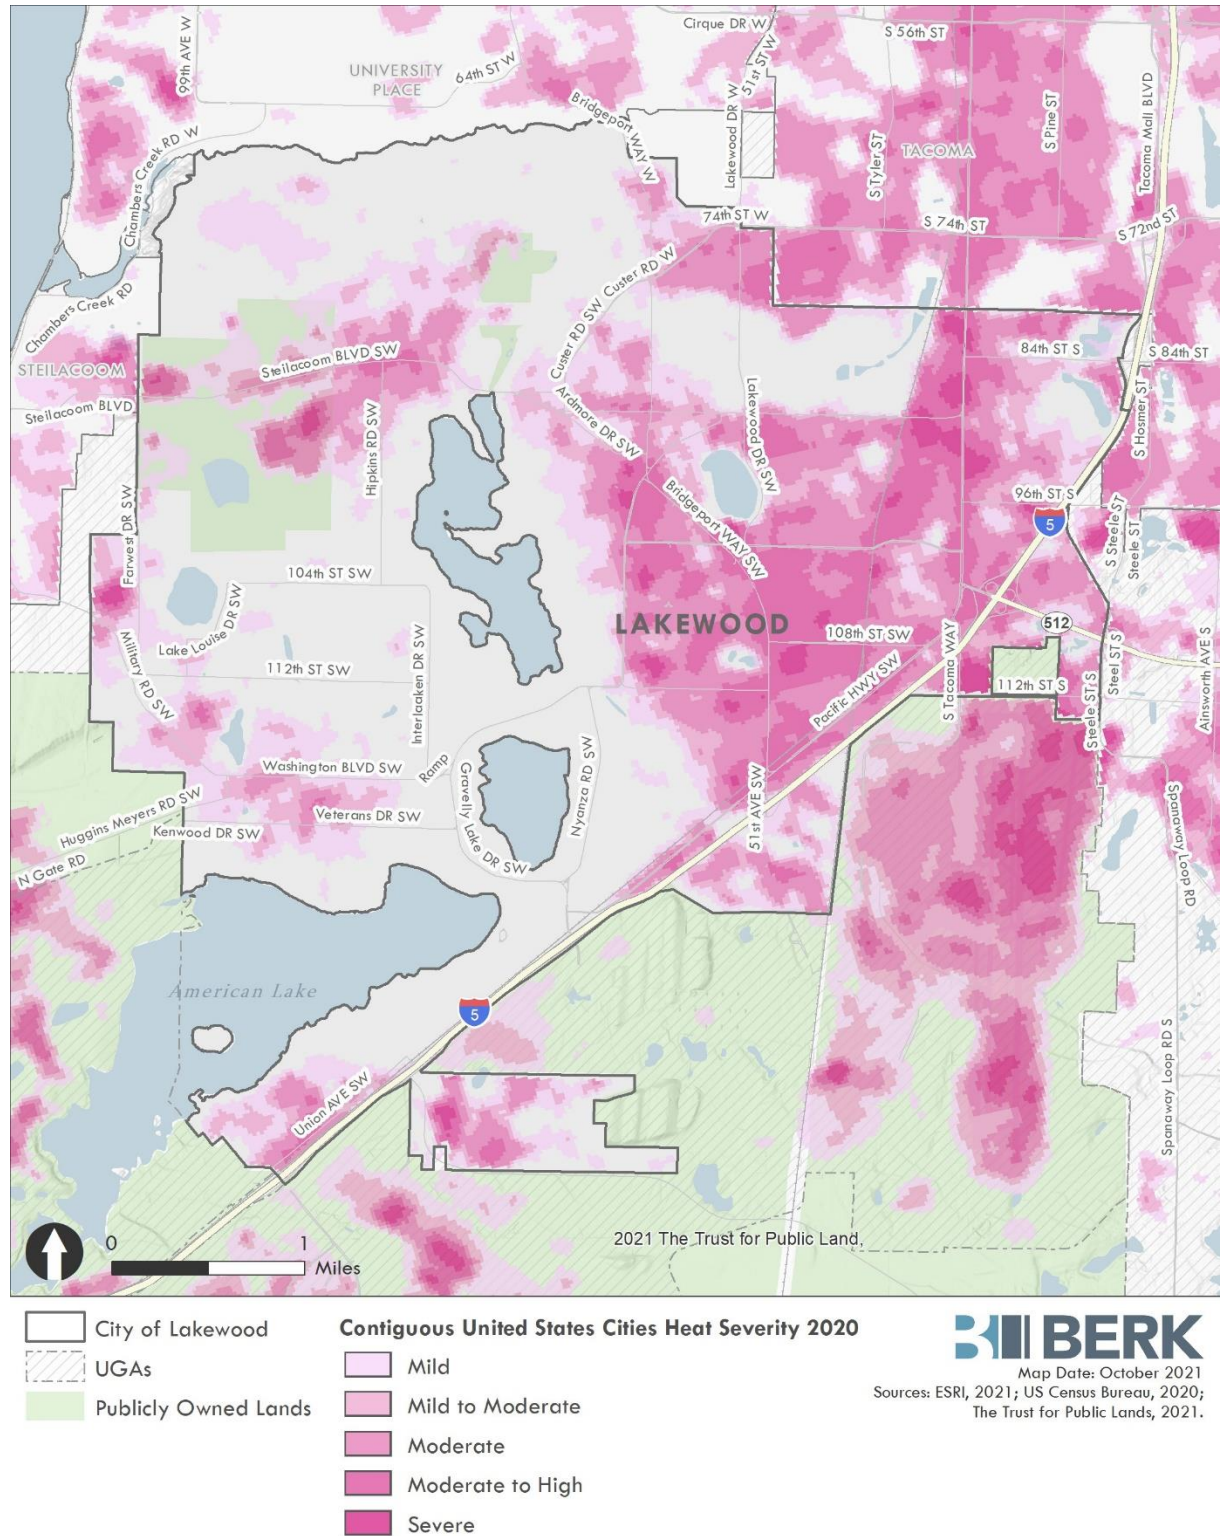 Cirque DR W
S 56th ST
99th AVE W
UNIVERSITY
PLACE
64th ST W
51st ST W
Bridgeport WAY W
Lakewood DR W
S Tyler ST
S Pine ST
Tacoma Mall BLVD
TACOMA
Chambers Creek RD W
74th ST W
S 74th ST
S 72nd ST
Chambers Creek RD
Custer RD W
Custer RD SW
STEILACOOM
Steilacoom BLVD SW
84th ST S
S 84th ST
Steilacoom BLVD
Ardmore DR SW
Lakewood DR SW
S Hosmer ST
Hipkins RD SW
Bridgeport WAY SW
96th ST S
5
S Steele ST
Steele ST
Farwest DR SW
104th ST SW
Lake Louise DR SW
LAKEWOOD
108th ST SW
512
Military RD SW
112th ST SW
Interlaaken DR SW
Pacific HWY SW
S Tacoma WAY
112th ST S
Steele ST S
Steel ST S
Ainsworth AVE S
Washington BLVD SW
Ramp
Gravelly Lake DR SW
Nyanza RD SW
51st AVE SW
Huggins Meyers RD SW
Veterans DR SW
Kenwood DR SW
N Gate RD
Spanaway Loop RD
American Lake
5
Spanaway Loop RD S
Union AVE SW
2021 The Trust for Public Land,
0 1
Miles
City of Lakewood
UGAs
Publicly Owned Lands
Contiguous United States Cities Heat Severity 2020
Mild
Mild to Moderate
Moderate
Moderate to High
Severe
BERK
Map Date: October 2021
Sources: ESRI, 2021; US Census Bureau, 2020;
The Trust for Public Lands, 2021.